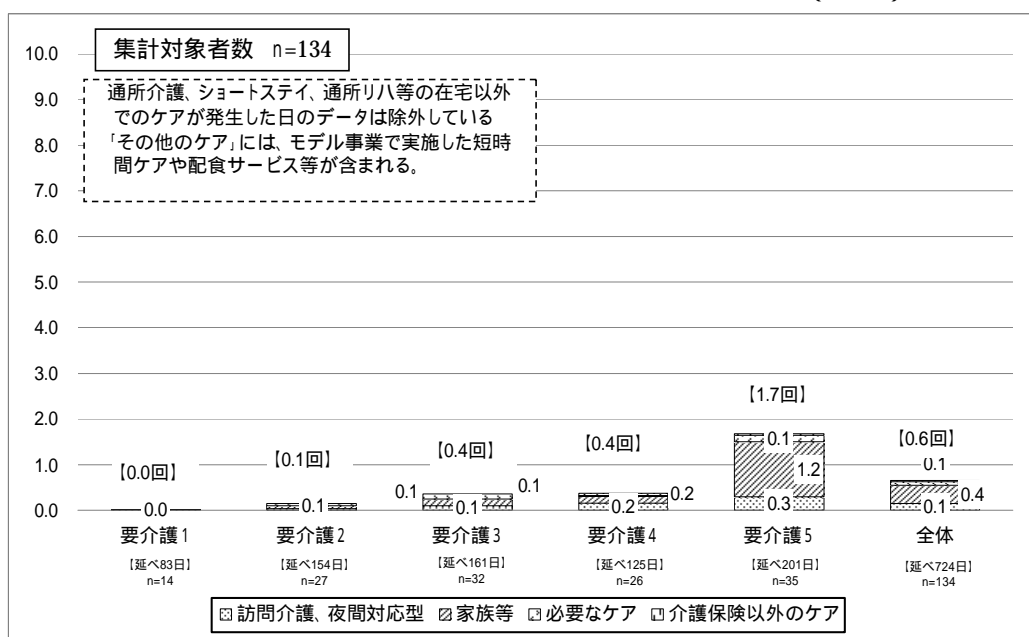 集計対象者数 n=134
通所介護、ショートステイ、通所リハ等の在宅以外
でのケアが発生した日のデータは除外している
「その他のケア」には、モデル事業で実施した短時
間ケアや配食サービス等が含まれる。
10.0
9.0
8.0
7.0
6.0
5.0
4.0
3.0
2.0
1.0
0.0
【0.0回】
【0.1回】
【0.4回】
【0.4回】
【1.7回】
【0.6回】
0.0
0.1
0.1
0.1
0.1
0.2
0.2
0.1
1.2
0.3
0.1
0.4
0.1
要介護1 要介護2 要介護3 要介護4 要介護5 全体
【延べ83日】 【延べ154日】 【延べ161日】 【延べ125日】 【延べ201日】 【延べ724日】
n=14 n=27 n=32 n=26 n=35 n=134
訪問介護、夜間対応型 家族等 必要なケア 介護保険以外のケア